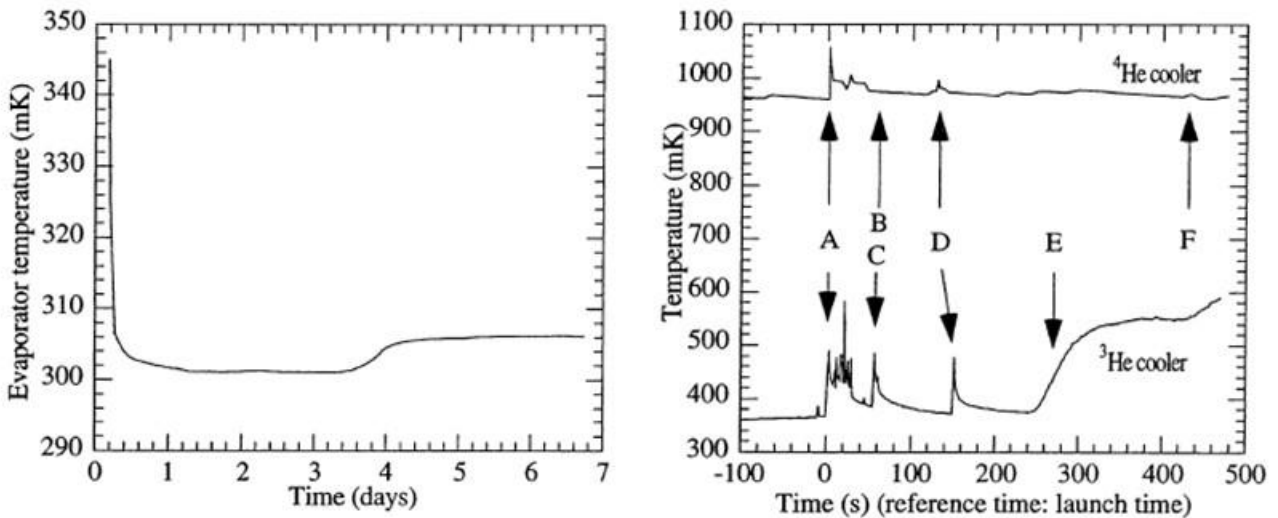 350
340
330
320
310
300
290
Evaporator temperature (mK)
0 1 2 3 4 5 6 7
Time (days)
1100
1000
900
800
700
600
500
400
300
Temperature (mK)
⁴He cooler
A
B
C
D
E
F
³He cooler
-100 0 100 200 300 400 500
Time (s) (reference time: launch time)